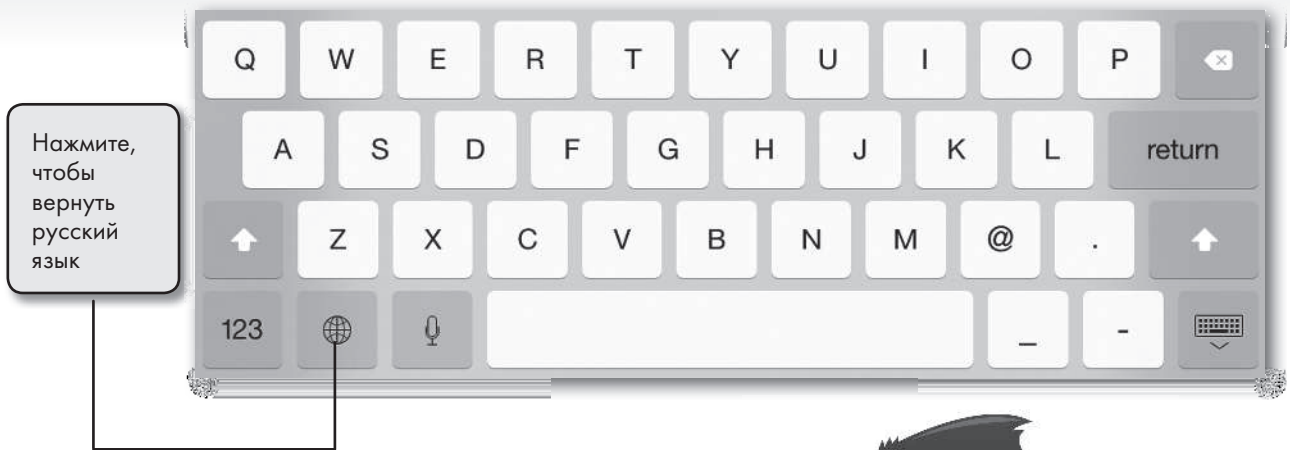 Q W E R T Y U I O P
Нажмите,
чтобы
вернуть
русский
язык
A S D F G H J K L return
Z X C V B N M @ .
123 _ -